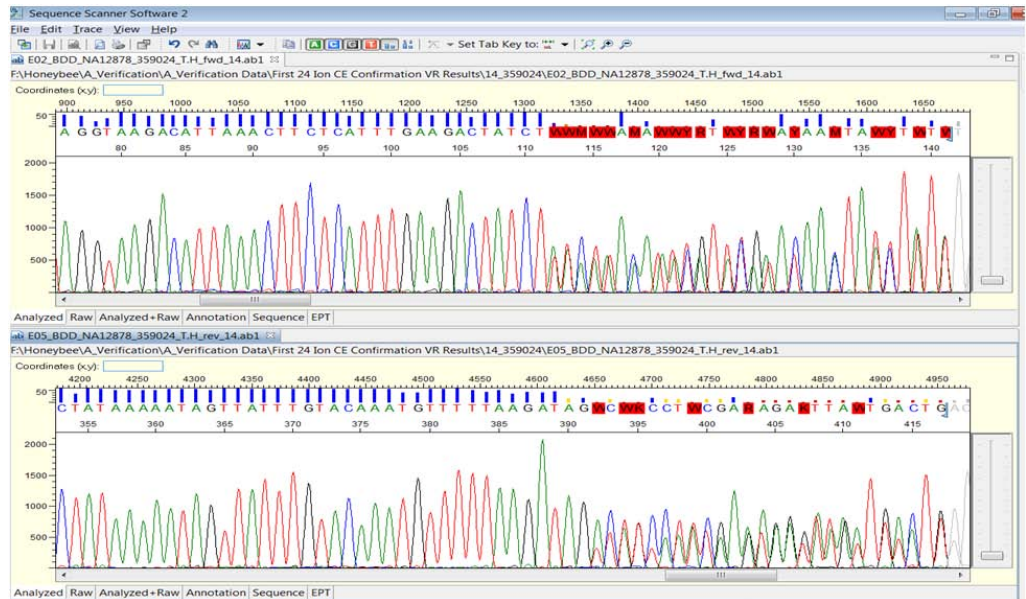 Sequence Scanner Software 2
File Edit Trace View Help
A C G T Set Tab Key to:
E02_BDD_NA12878_359024_T.H_fwd_14.ab1
F:\Honeybee\A_Verification\A_Verification Data\First 24 Ion CE Confirmation VR Results\14_359024\E02_BDD_NA12878_359024_T.H_fwd_14.ab1
Coordinates (x,y):
900 950 1000 1050 1100 1150 1200 1250 1300 1350 1400 1450 1500 1550 1600 1650
50
A G G T A A G A C A T T A A A C T T C T C A T T T G A A G A C T A T C T W W M W W A M A W W Y R T W Y R W A Y A A M T A W Y T W T
80 85 90 95 100 105 110 115 120 125 130 135 140
2000
1500
1000
500
Analyzed Raw Analyzed+Raw Annotation Sequence EPT
E05_BDD_NA12878_359024_T.H_rev_14.ab1
F:\Honeybee\A_Verification\A_Verification Data\First 24 Ion CE Confirmation VR Results\14_359024\E05_BDD_NA12878_359024_T.H_rev_14.ab1
Coordinates (x,y):
4200 4250 4300 4350 4400 4450 4500 4550 4600 4650 4700 4750 4800 4850 4900 4950
50
C T A T A A A A A T A G T T A T T T G T A C A A A T G T T T T T A A G A T A G W C W K C C T W C G A R A G A K T T A W T G A C T G A C
355 360 365 370 375 380 385 390 395 400 405 410 415
2000
1500
1000
500
Analyzed Raw Analyzed+Raw Annotation Sequence EPT